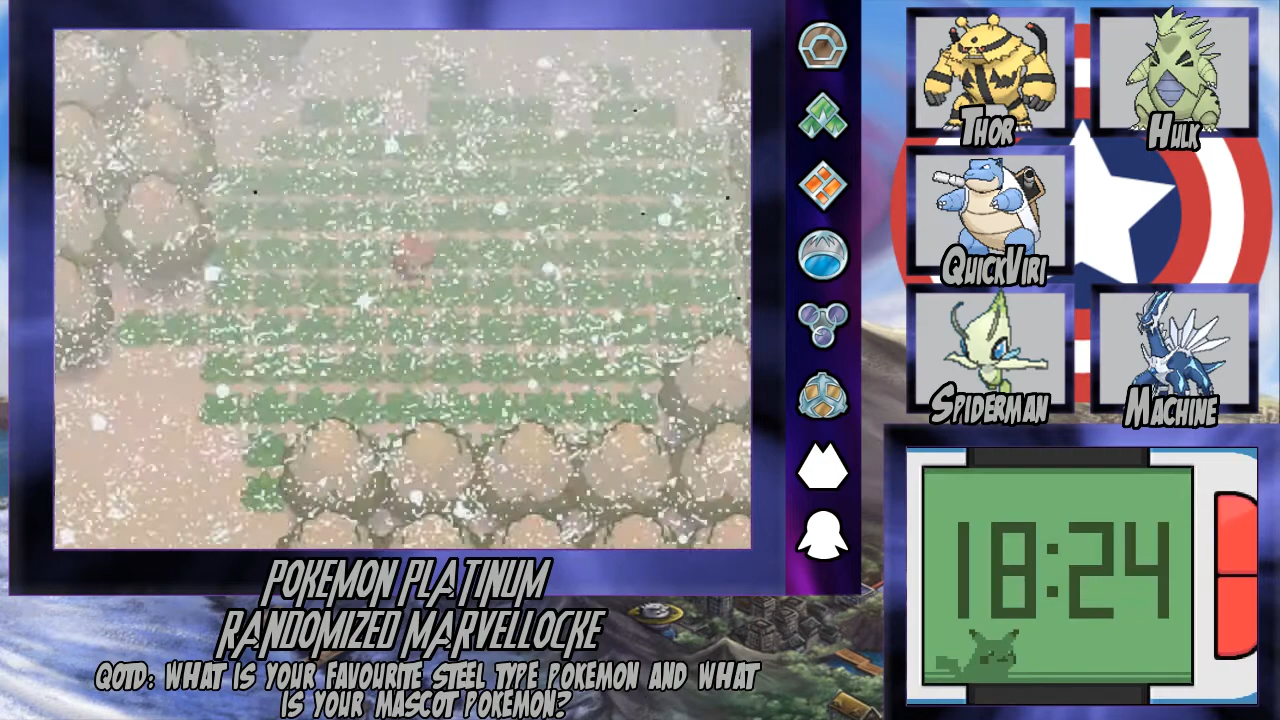 Thor
Hulk
QuickViri
Spiderman
Machine
18:24
Pokemon Platinum
Randomized Marvellocke
QOTD: What is your favourite steel type pokemon and what
is your mascot pokemon?